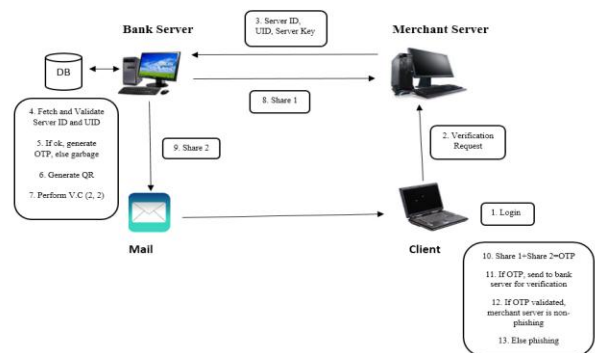 3. Server ID,
UID, Server Key
Bank Server
Merchant Server
DB
8. Share 1
4. Fetch and Validate
Server ID and UID
5. If ok, generate
OTP, else garbage
6. Generate QR
7. Perform V.C (2, 2)
9. Share 2
2. Verification
Request
1. Login
Mail
Client
10. Share 1+Share 2=OTP
11. If OTP, send to bank
server for verification
12. If OTP validated,
merchant server is non-
phishing
13. Else phishing